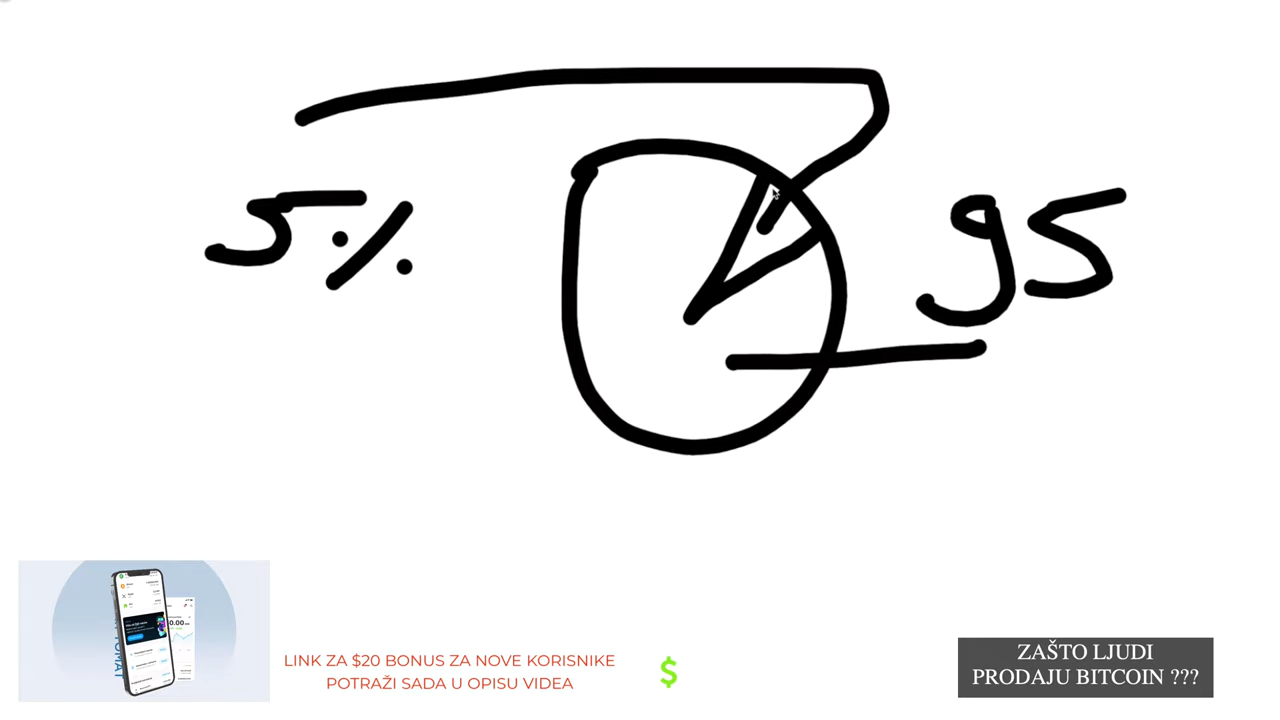 5%
95
LINK ZA $20 BONUS ZA NOVE KORISNIKE
POTRAŽI SADA U OPISU VIDEA
$
ZAŠTO LJUDI
PRODAJU BITCOIN ???